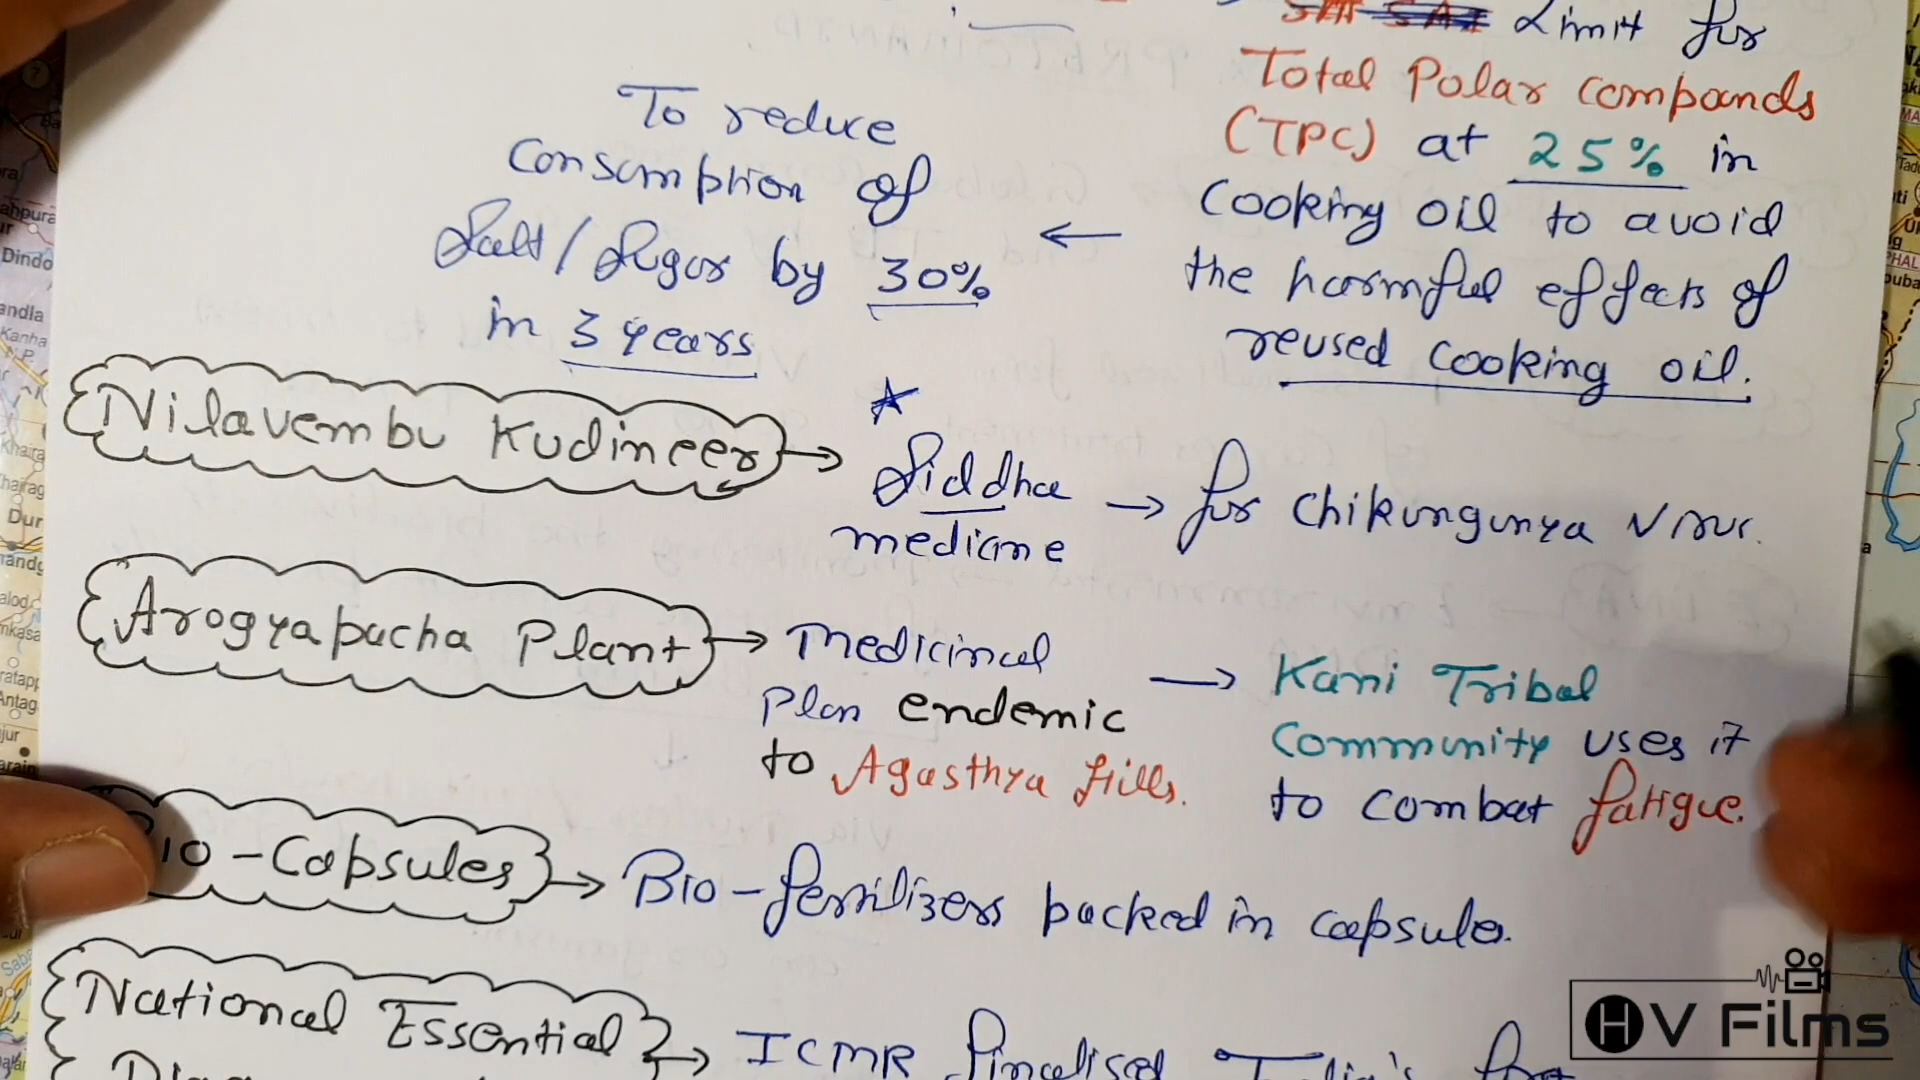 Limit for
Total Polar compounds
(TPC) at 25% in
Cooking oil to avoid
the harmful effects of
reused cooking oil.
To reduce
Consumption of
Salt / Sugar by 30%
in 3 years
Nilavembu Kudineer
Siddha
medicine
for Chikungunya
Arogyapacha Plant
medicinal
Plan endemic
to Agasthya Hills.
Kani Tribal
Community uses it
to combat fatigue.
Bio-Capsules
Bio-fertilizers packed in capsules.
National Essential
ICMR finalised India's
HV Films